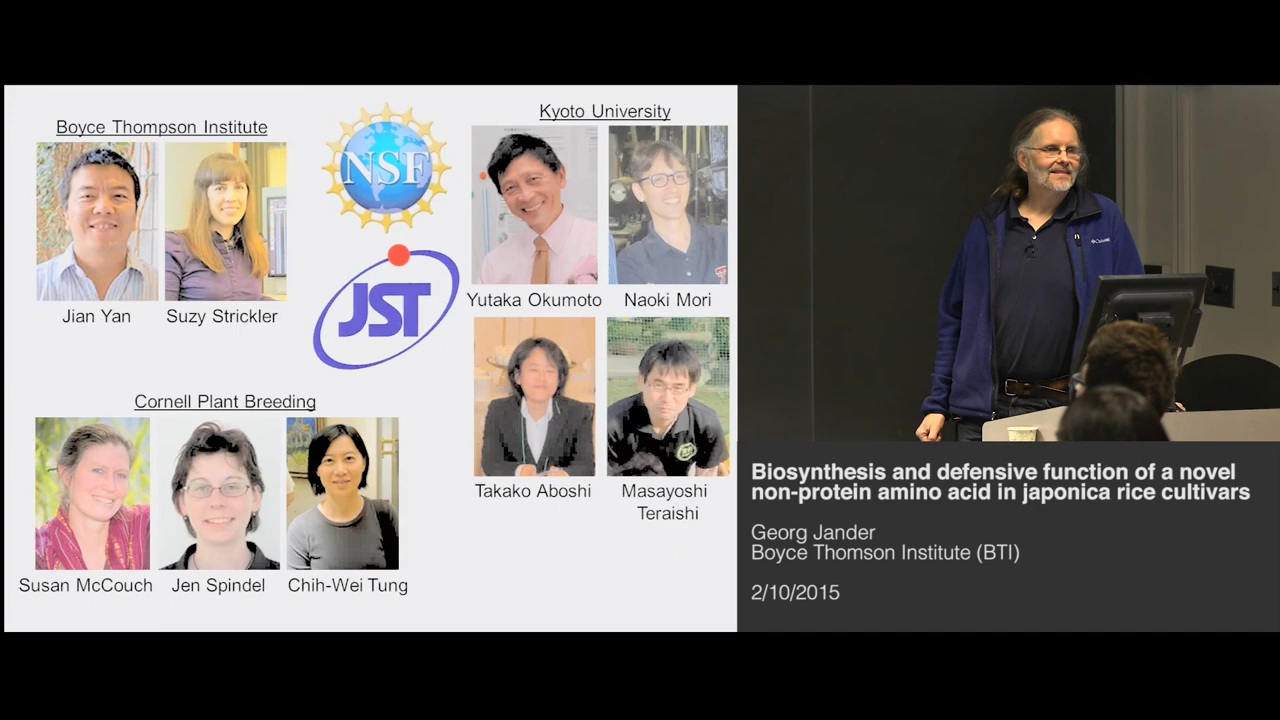 Boyce Thompson Institute
Jian Yan
Suzy Strickler
NSF
JST
Kyoto University
Yutaka Okumoto
Naoki Mori
Takako Aboshi
Masayoshi
Teraishi
Cornell Plant Breeding
Susan McCouch
Jen Spindel
Chih-Wei Tung
Columbia
Biosynthesis and defensive function of a novel
non-protein amino acid in japonica rice cultivars
Georg Jander
Boyce Thomson Institute (BTI)
2/10/2015